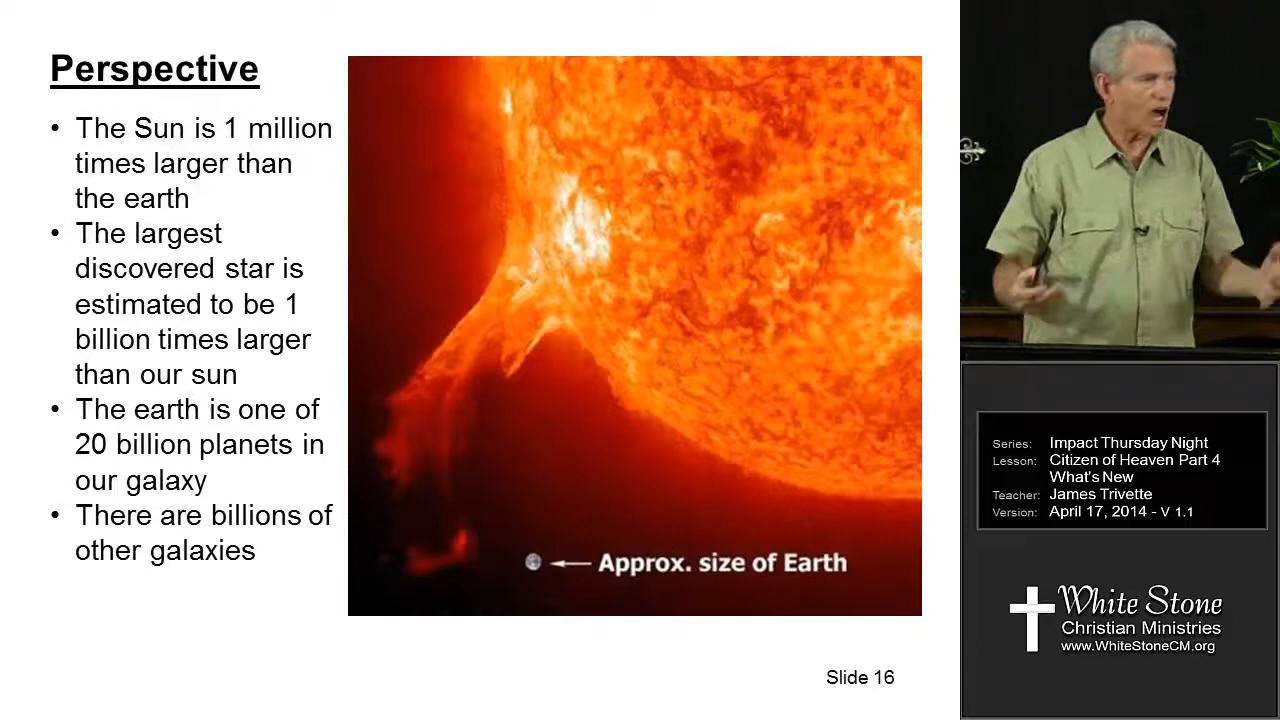 Perspective
• The Sun is 1 million
times larger than
the earth
• The largest
discovered star is
estimated to be 1
billion times larger
than our sun
• The earth is one of
20 billion planets in
our galaxy
• There are billions of
other galaxies
Approx. size of Earth
Slide 16
Series: Impact Thursday Night
Lesson: Citizen of Heaven Part 4
What's New
Teacher: James Trivette
Version: April 17, 2014 - V 1.1
White Stone
Christian Ministries
www.WhiteStoneCM.org